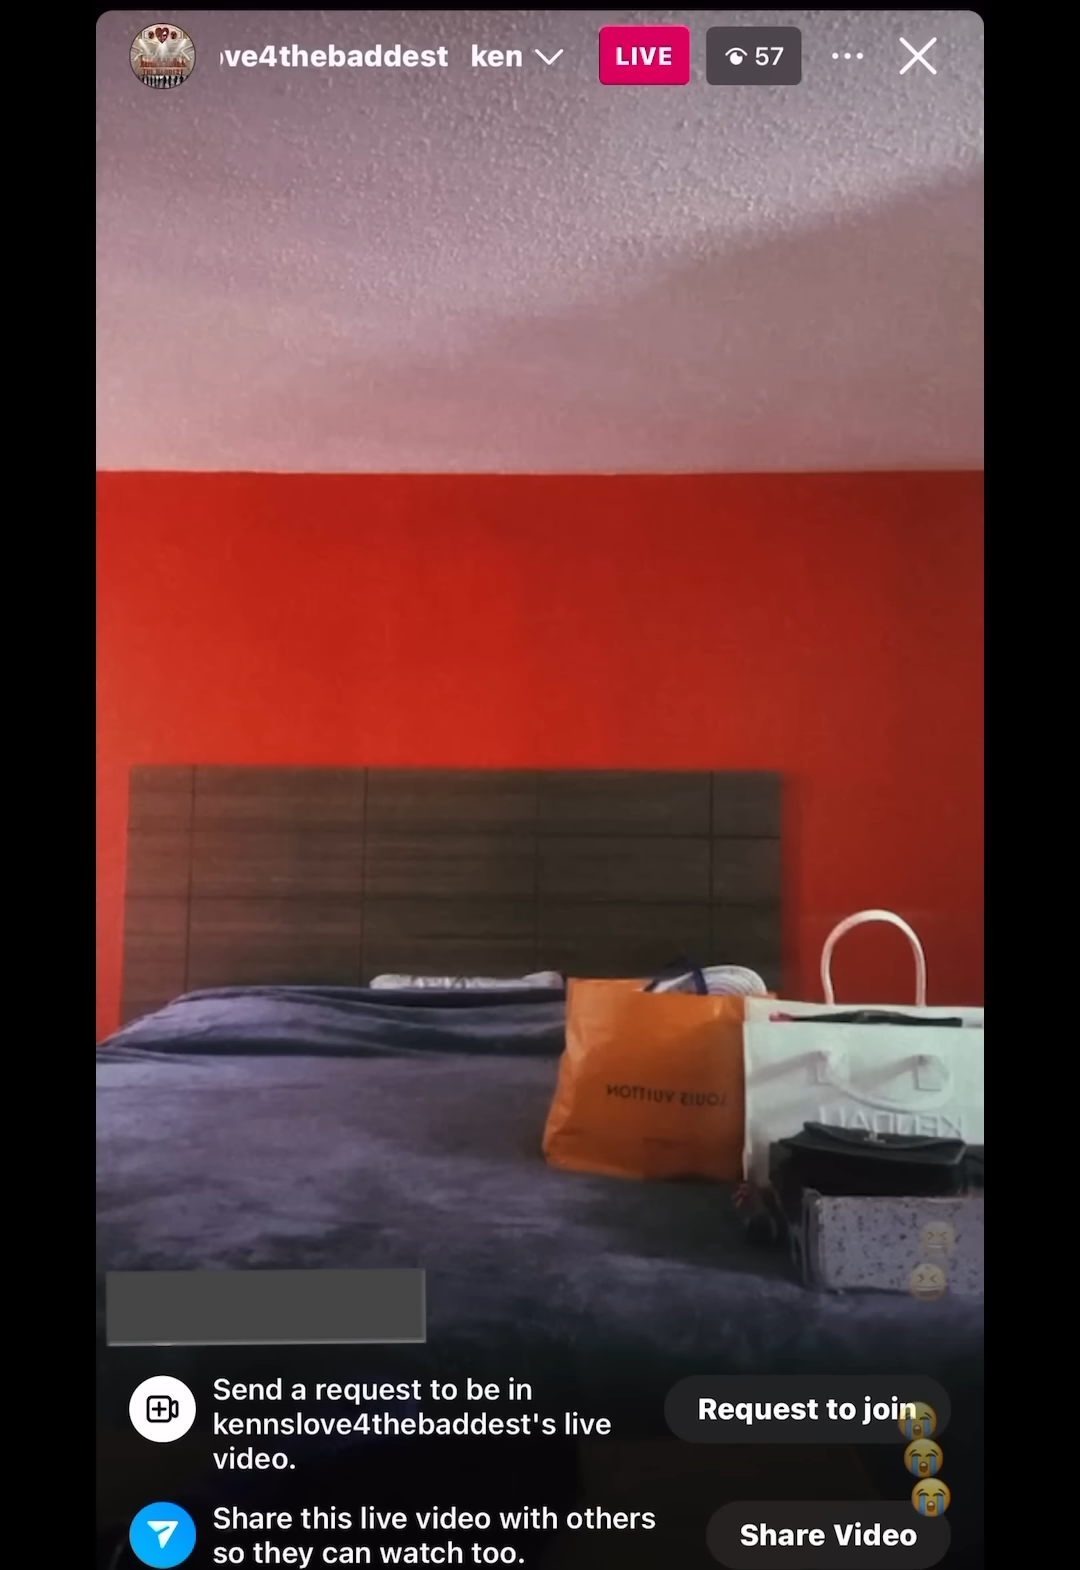 ve4thebaddest ken
LIVE
57
LOUIS VUITTON
Send a request to be in
kennslove4thebaddest's live
video.
Request to join
Share this live video with others
so they can watch too.
Share Video